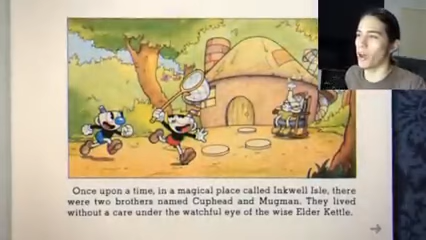 Once upon a time, in a magical place called Inkwell Isle, there
were two brothers named Cuphead and Mugman. They lived
without a care under the watchful eye of the wise Elder Kettle.